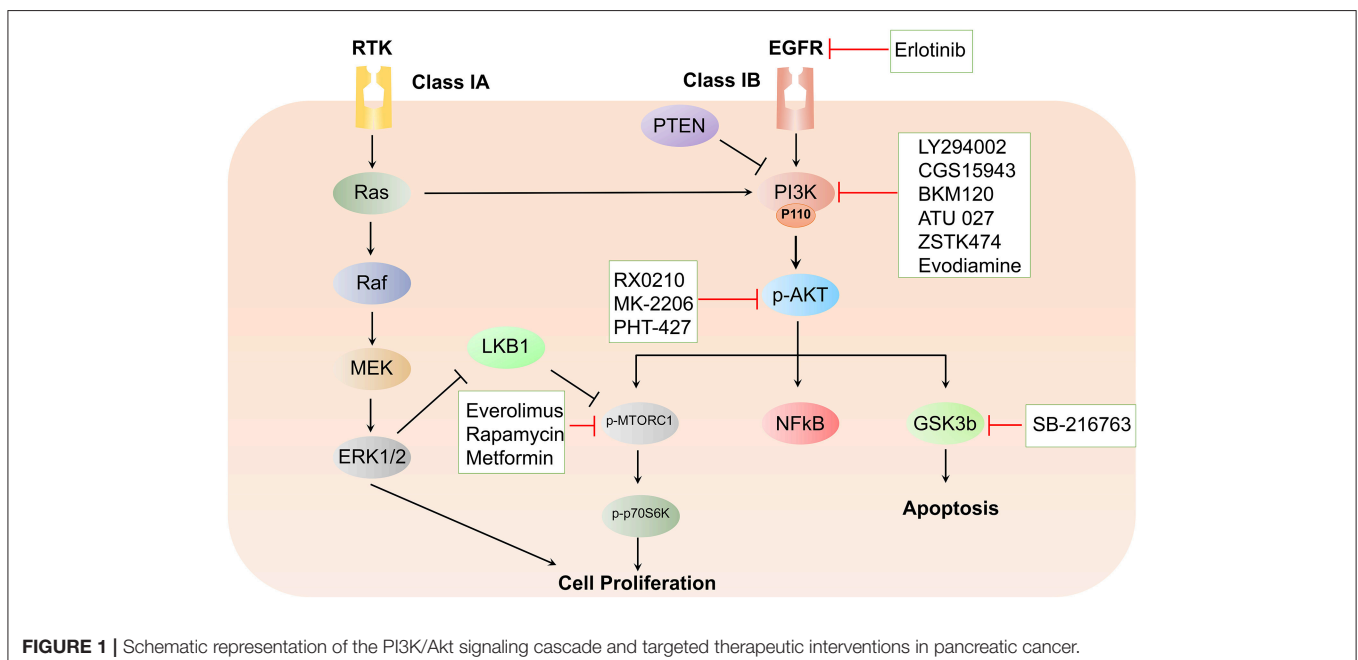 RTK
EGFR
Erlotinib
Class IA
Class IB
PTEN
LY294002
CGS15943
BKM120
ATU 027
ZSTK474
Evodiamine
Ras
PI3K
P110
Raf
RX0210
MK-2206
PHT-427
p-AKT
LKB1
MEK
Everolimus
Rapamycin
Metformin
p-MTORC1
NFkB
GSK3b
SB-216763
ERK1/2
p-p70S6K
Apoptosis
Cell Proliferation
FIGURE 1 | Schematic representation of the PI3K/Akt signaling cascade and targeted therapeutic interventions in pancreatic cancer.